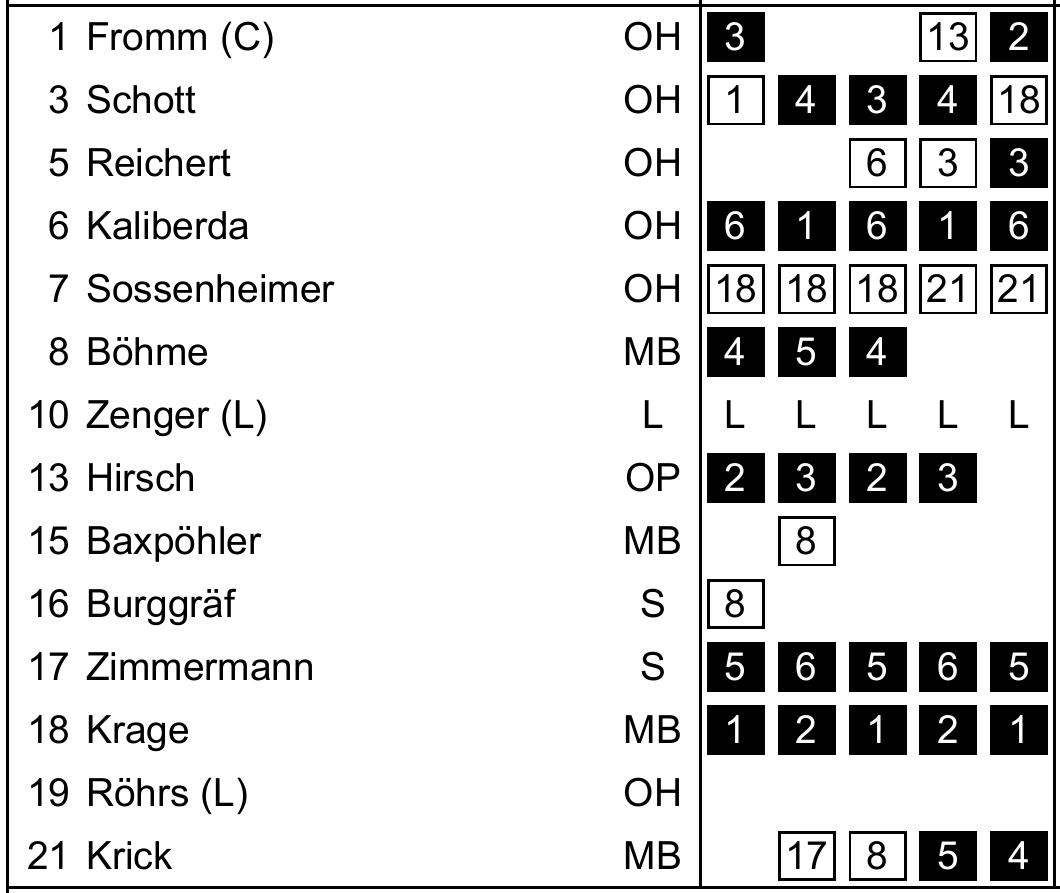 1 Fromm (C) OH 3 13 2
3 Schott OH 1 4 3 4 18
5 Reichert OH 6 3 3
6 Kaliberda OH 6 1 6 1 6
7 Sossenheimer OH 18 18 18 21 21
8 Böhme MB 4 5 4
10 Zenger (L) L L L L L L
13 Hirsch OP 2 3 2 3
15 Baxpöhler MB 8
16 Burggräf S 8
17 Zimmermann S 5 6 5 6 5
18 Krage MB 1 2 1 2 1
19 Röhrs (L) OH
21 Krick MB 17 8 5 4